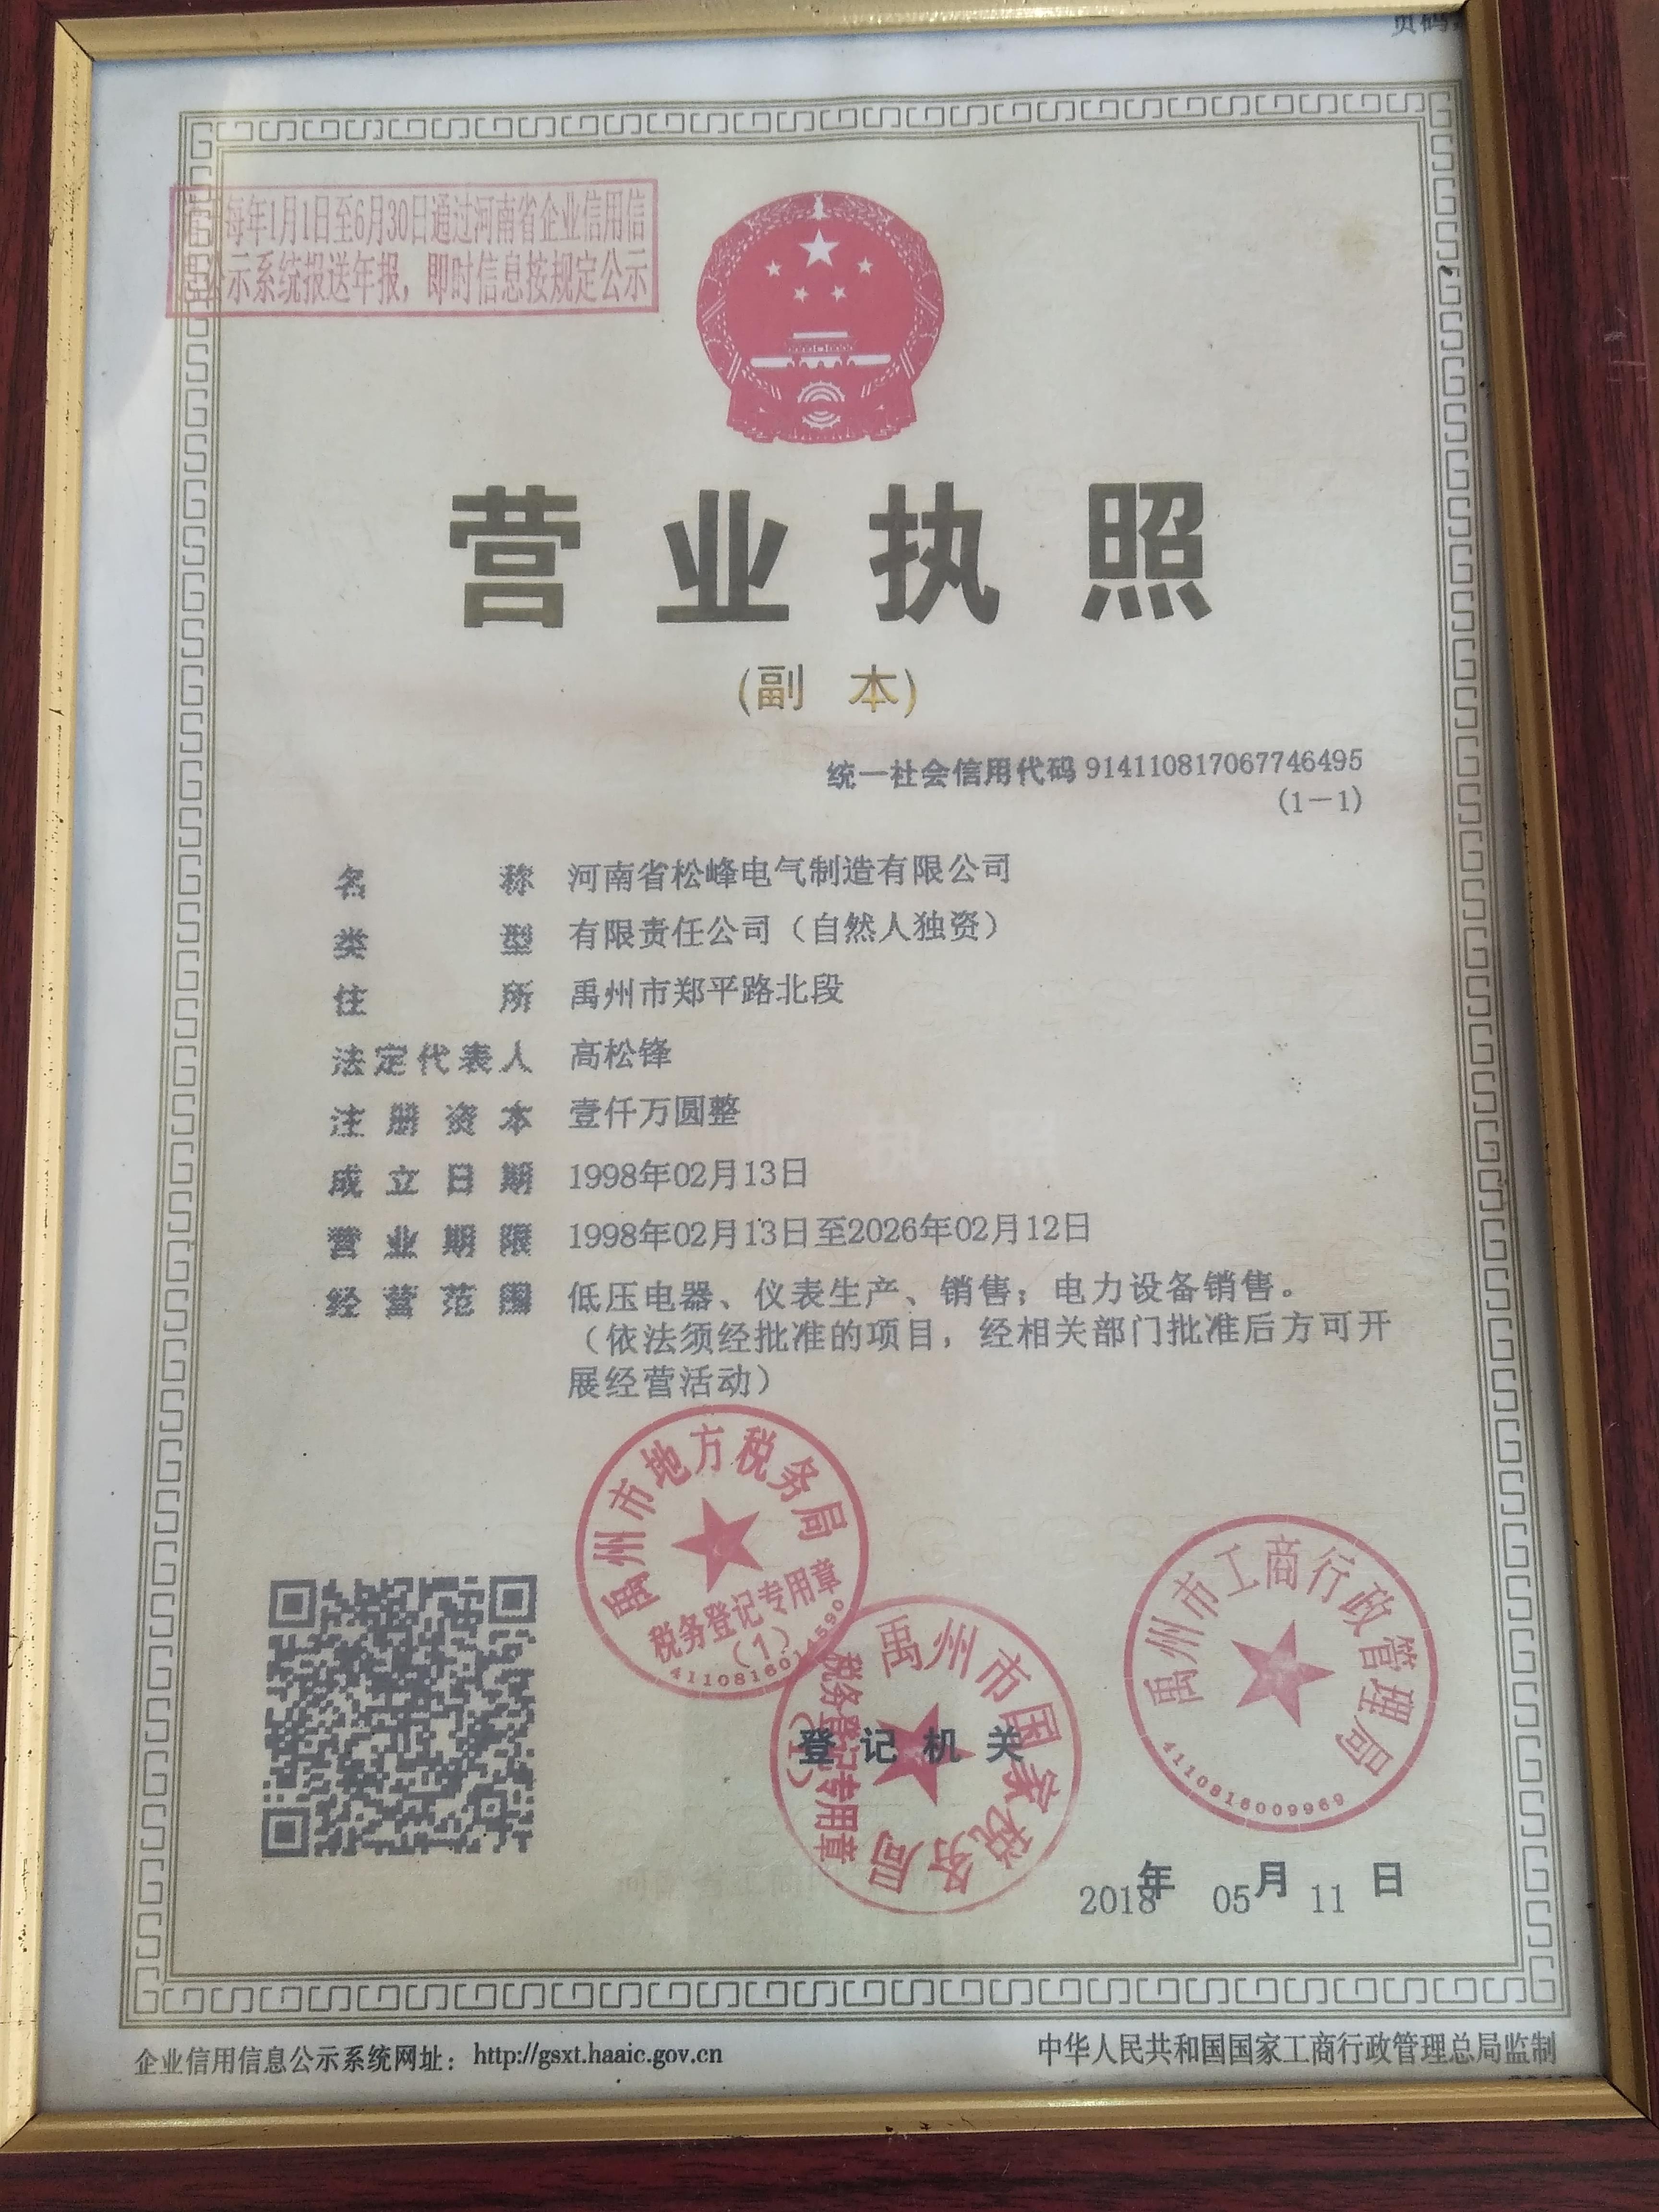 页码
每年1月1日至6月30日通过河南省企业信用信
公示系统报送年报，即时信息按规定公示
营业执照
(副 本)
统一社会信用代码 914110817067746495
(1-1)
名称 河南省松峰电气制造有限公司
类型 有限责任公司（自然人独资）
住所 禹州市郑平路北段
法定代表人 高松锋
注册资本 壹仟万圆整
成立日期 1998年02月13日
营业期限 1998年02月13日至2026年02月12日
经营范围 低压电器、仪表生产、销售；电力设备销售。
（依法须经批准的项目，经相关部门批准后方可开
展经营活动）
禹州市地方税务局
税务登记专用章
(1)
禹州市国家税务局
税务登记专用章
(1)
禹州市工商行政管理局
4110816009969
登记机关
2018年 05月 11日
企业信用信息公示系统网址：http://gsxt.haaic.gov.cn
中华人民共和国国家工商行政管理总局监制